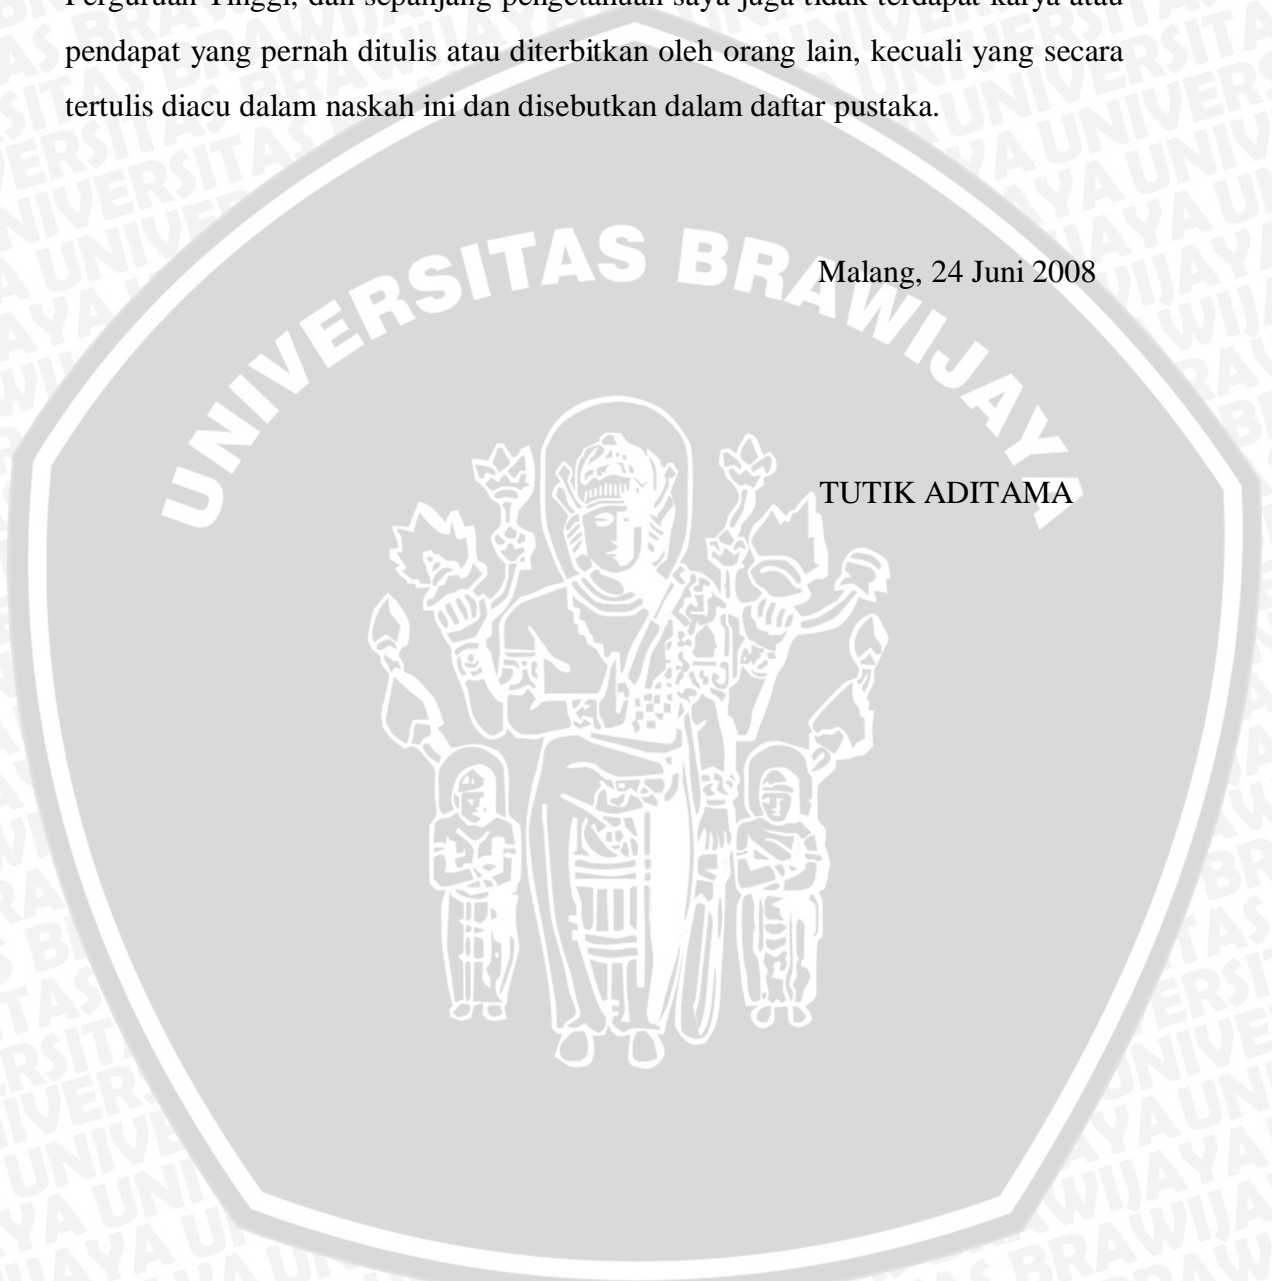 Perguruan Tinggi, dan sepanjang pengetahuan saya juga tidak terdapat karya atau
pendapat yang pernah ditulis atau diterbitkan oleh orang lain, kecuali yang secara
tertulis diacu dalam naskah ini dan disebutkan dalam daftar pustaka.
UNIVERSITAS BRAWIJAYA
Malang, 24 Juni 2008
TUTIK ADITAMA